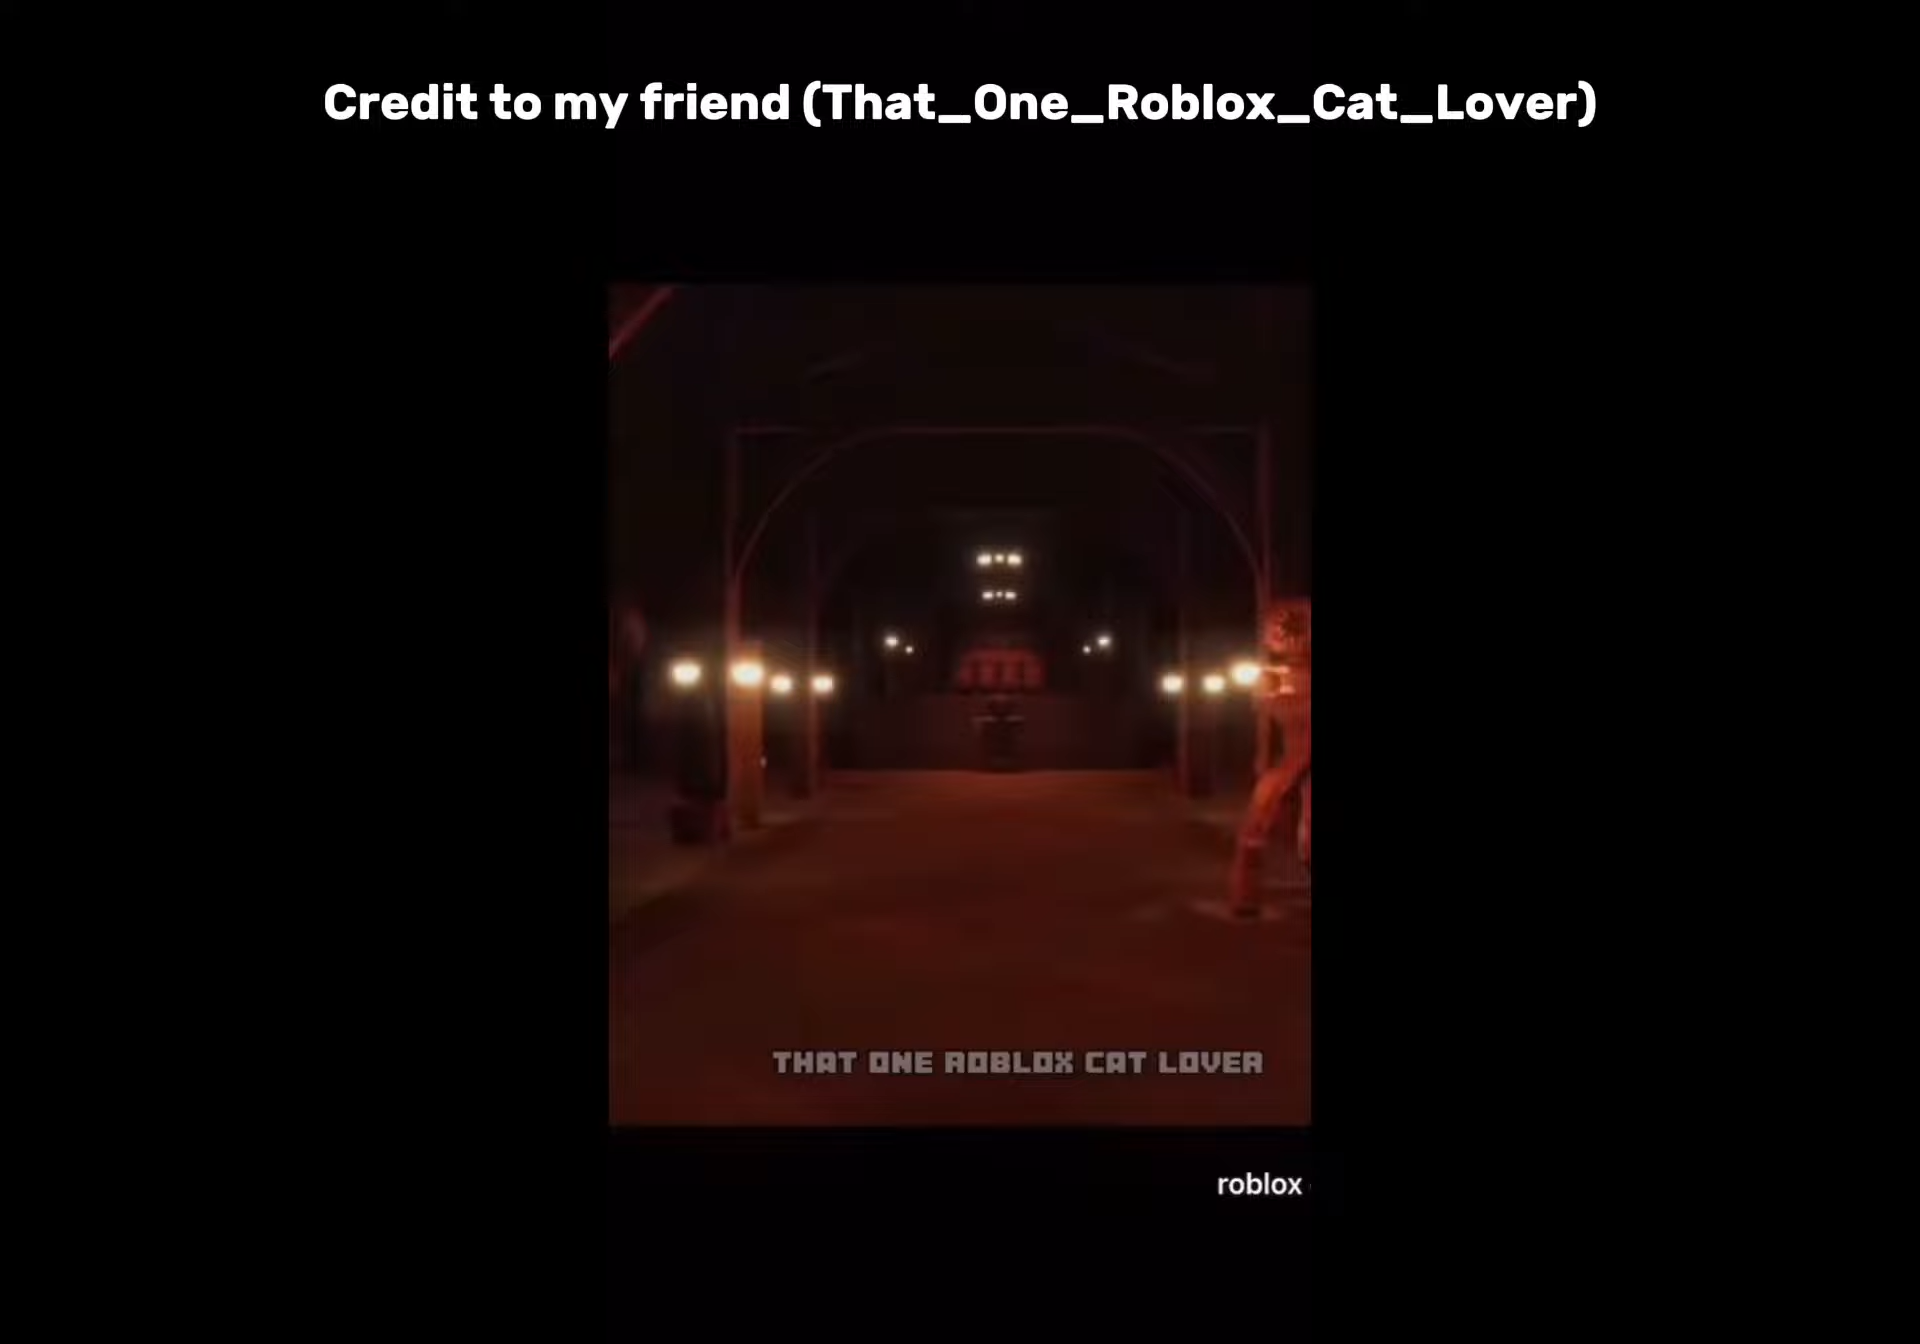 Credit to my friend (That_One_Roblox_Cat_Lover)
THAT ONE ROBLOX CAT LOVER
roblox